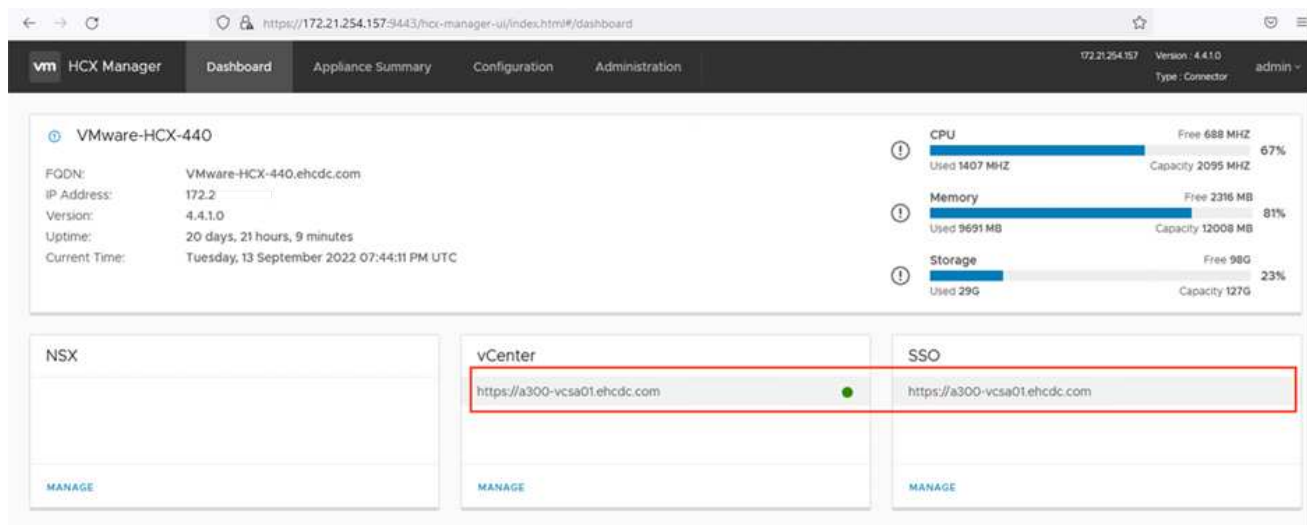 https://172.21.254.157:9443/hcx-manager-ui/index.html#/dashboard
vm HCX Manager Dashboard Appliance Summary Configuration Administration
172.21.254.157 Version : 4.4.1.0 admin
Type : Connector
VMware-HCX-440
FQDN: VMware-HCX-440.ehcdc.com
IP Address: 172.2
Version: 4.4.1.0
Uptime: 20 days, 21 hours, 9 minutes
Current Time: Tuesday, 13 September 2022 07:44:11 PM UTC
CPU Free 688 MHZ
67%
Used 1407 MHZ Capacity 2095 MHZ
Memory Free 2316 MB
81%
Used 9691 MB Capacity 12008 MB
Storage Free 98G
23%
Used 29G Capacity 127G
NSX
MANAGE
vCenter
https://a300-vcsa01.ehcdc.com
MANAGE
SSO
https://a300-vcsa01.ehcdc.com
MANAGE